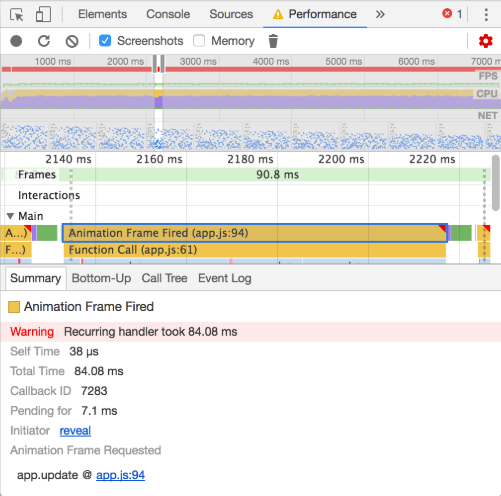 Elements Console Sources Performance » 1
Screenshots Memory
1000 ms 2000 ms 3000 ms 4000 ms 5000 ms 6000 ms 7000 m
FPS
CPU
NET
2140 ms 2160 ms 2180 ms 2200 ms 2220 ms
Frames 90.8 ms
Interactions
Main
A...) Animation Frame Fired (app.js:94)
F...) Function Call (app.js:61)
Summary Bottom-Up Call Tree Event Log
Animation Frame Fired
Warning Recurring handler took 84.08 ms
Self Time 38 µs
Total Time 84.08 ms
Callback ID 7283
Pending for 7.1 ms
Initiator reveal
Animation Frame Requested
app.update @ app.js:94